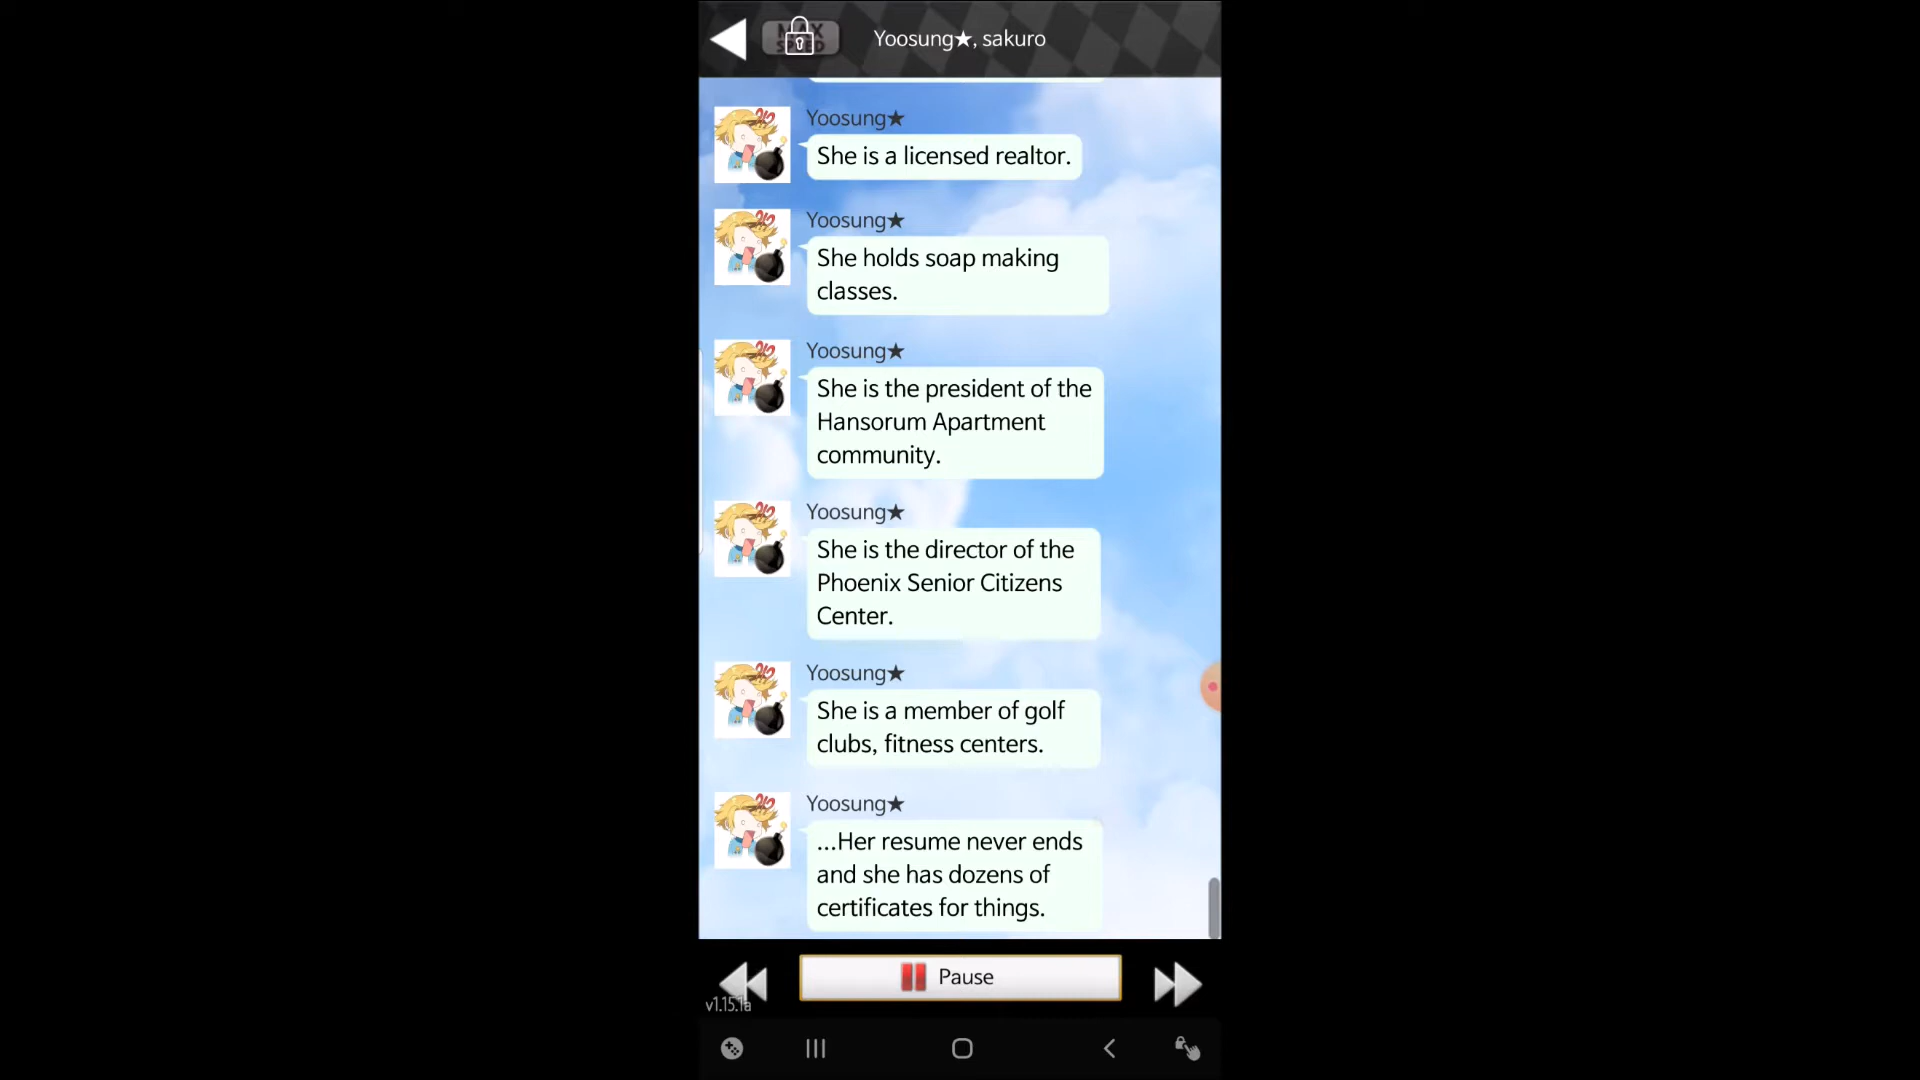 MAX
SPEED
Yoosung★, sakuro
Yoosung★
She is a licensed realtor.
Yoosung★
She holds soap making
classes.
Yoosung★
She is the president of the
Hansorum Apartment
community.
Yoosung★
She is the director of the
Phoenix Senior Citizens
Center.
Yoosung★
She is a member of golf
clubs, fitness centers.
Yoosung★
...Her resume never ends
and she has dozens of
certificates for things.
Pause
v1.15.1a